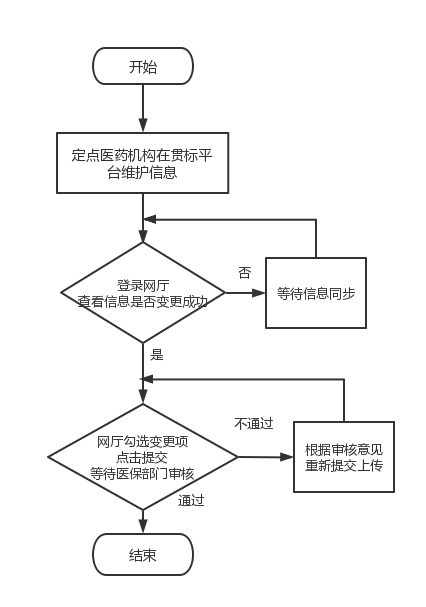 开始
定点医药机构在贯标平
台维护信息
登录网厅
查看信息是否变更成功
否
等待信息同步
是
网厅勾选变更项
点击提交
等待医保部门审核
不通过
根据审核意见
重新提交上传
通过
结束